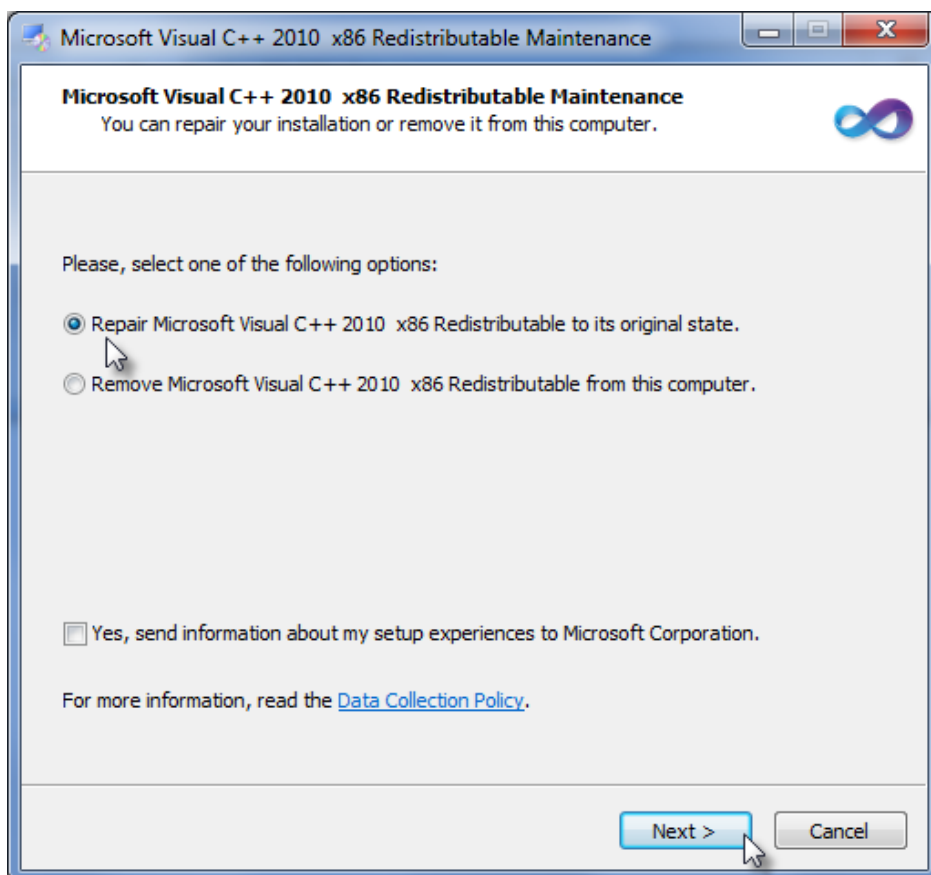 Microsoft Visual C++ 2010  x86 Redistributable Maintenance
Microsoft Visual C++ 2010  x86 Redistributable Maintenance
You can repair your installation or remove it from this computer.
Please, select one of the following options:
Repair Microsoft Visual C++ 2010  x86 Redistributable to its original state.
Remove Microsoft Visual C++ 2010  x86 Redistributable from this computer.
Yes, send information about my setup experiences to Microsoft Corporation.
For more information, read the Data Collection Policy.
Next >
Cancel